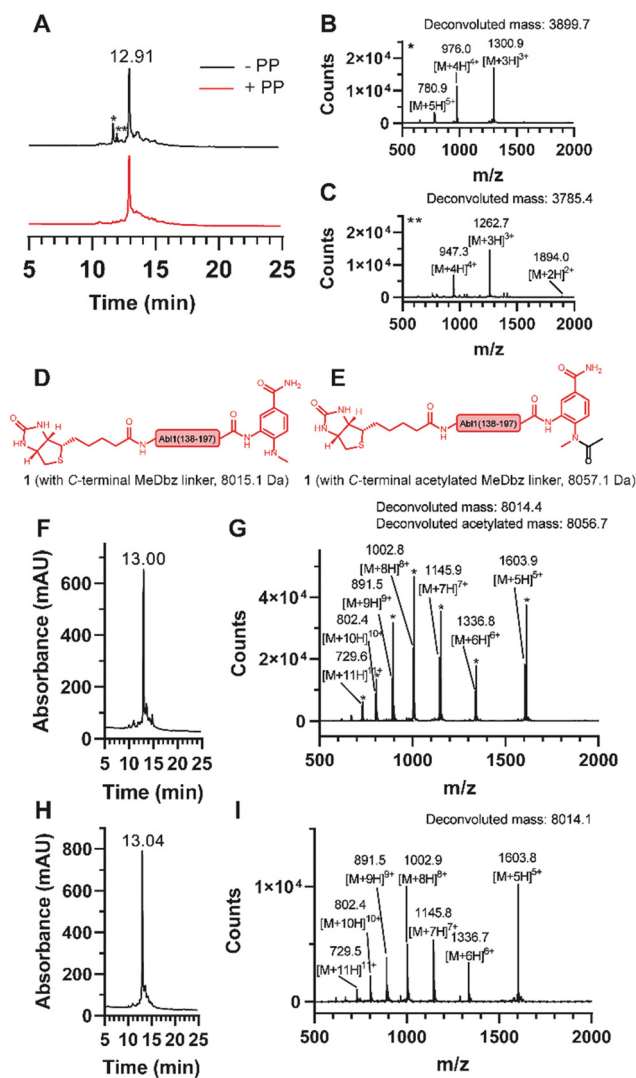 A
12.91
- PP
+ PP
*
**
5 10 15 20 25
Time (min)
B
Deconvoluted mass: 3899.7
*
2×10⁴
1×10⁴
0
Counts
1300.9
[M+3H]³⁺
976.0
[M+4H]⁴⁺
780.9
[M+5H]⁵⁺
500 1000 1500 2000
m/z
C
Deconvoluted mass: 3785.4
**
2×10⁴
1×10⁴
0
Counts
1262.7
[M+3H]³⁺
947.3
[M+4H]⁴⁺
1894.0
[M+2H]²⁺
500 1000 1500 2000
m/z
D
O
HN
NH
H
H
S
O
N
H
Abl1(138-197)
O
N
H
O
NH₂
HN
1 (with C-terminal MeDbz linker, 8015.1 Da)
E
O
HN
NH
H
H
S
O
N
H
Abl1(138-197)
O
N
H
O
NH₂
N
O
1 (with C-terminal acetylated MeDbz linker, 8057.1 Da)
F
13.00
Absorbance (mAU)
600
400
200
0
5 10 15 20 25
Time (min)
G
Deconvoluted mass: 8014.4
Deconvoluted acetylated mass: 8056.7
4×10⁴
2×10⁴
0
Counts
1002.8
[M+8H]⁸⁺
891.5
[M+9H]⁹⁺
802.4
[M+10H]¹⁰⁺
729.6
[M+11H]¹¹⁺
1145.9
[M+7H]⁷⁺
1336.8
[M+6H]⁶⁺
1603.9
[M+5H]⁵⁺
* * * * * * *
500 1000 1500 2000
m/z
H
13.04
Absorbance (mAU)
800
600
400
200
0
5 10 15 20 25
Time (min)
I
Deconvoluted mass: 8014.1
1×10⁴
0
Counts
891.5
[M+9H]⁹⁺
1002.9
[M+8H]⁸⁺
802.4
[M+10H]¹⁰⁺
729.5
[M+11H]¹¹⁺
1145.8
[M+7H]⁷⁺
1336.7
[M+6H]⁶⁺
1603.8
[M+5H]⁵⁺
500 1000 1500 2000
m/z